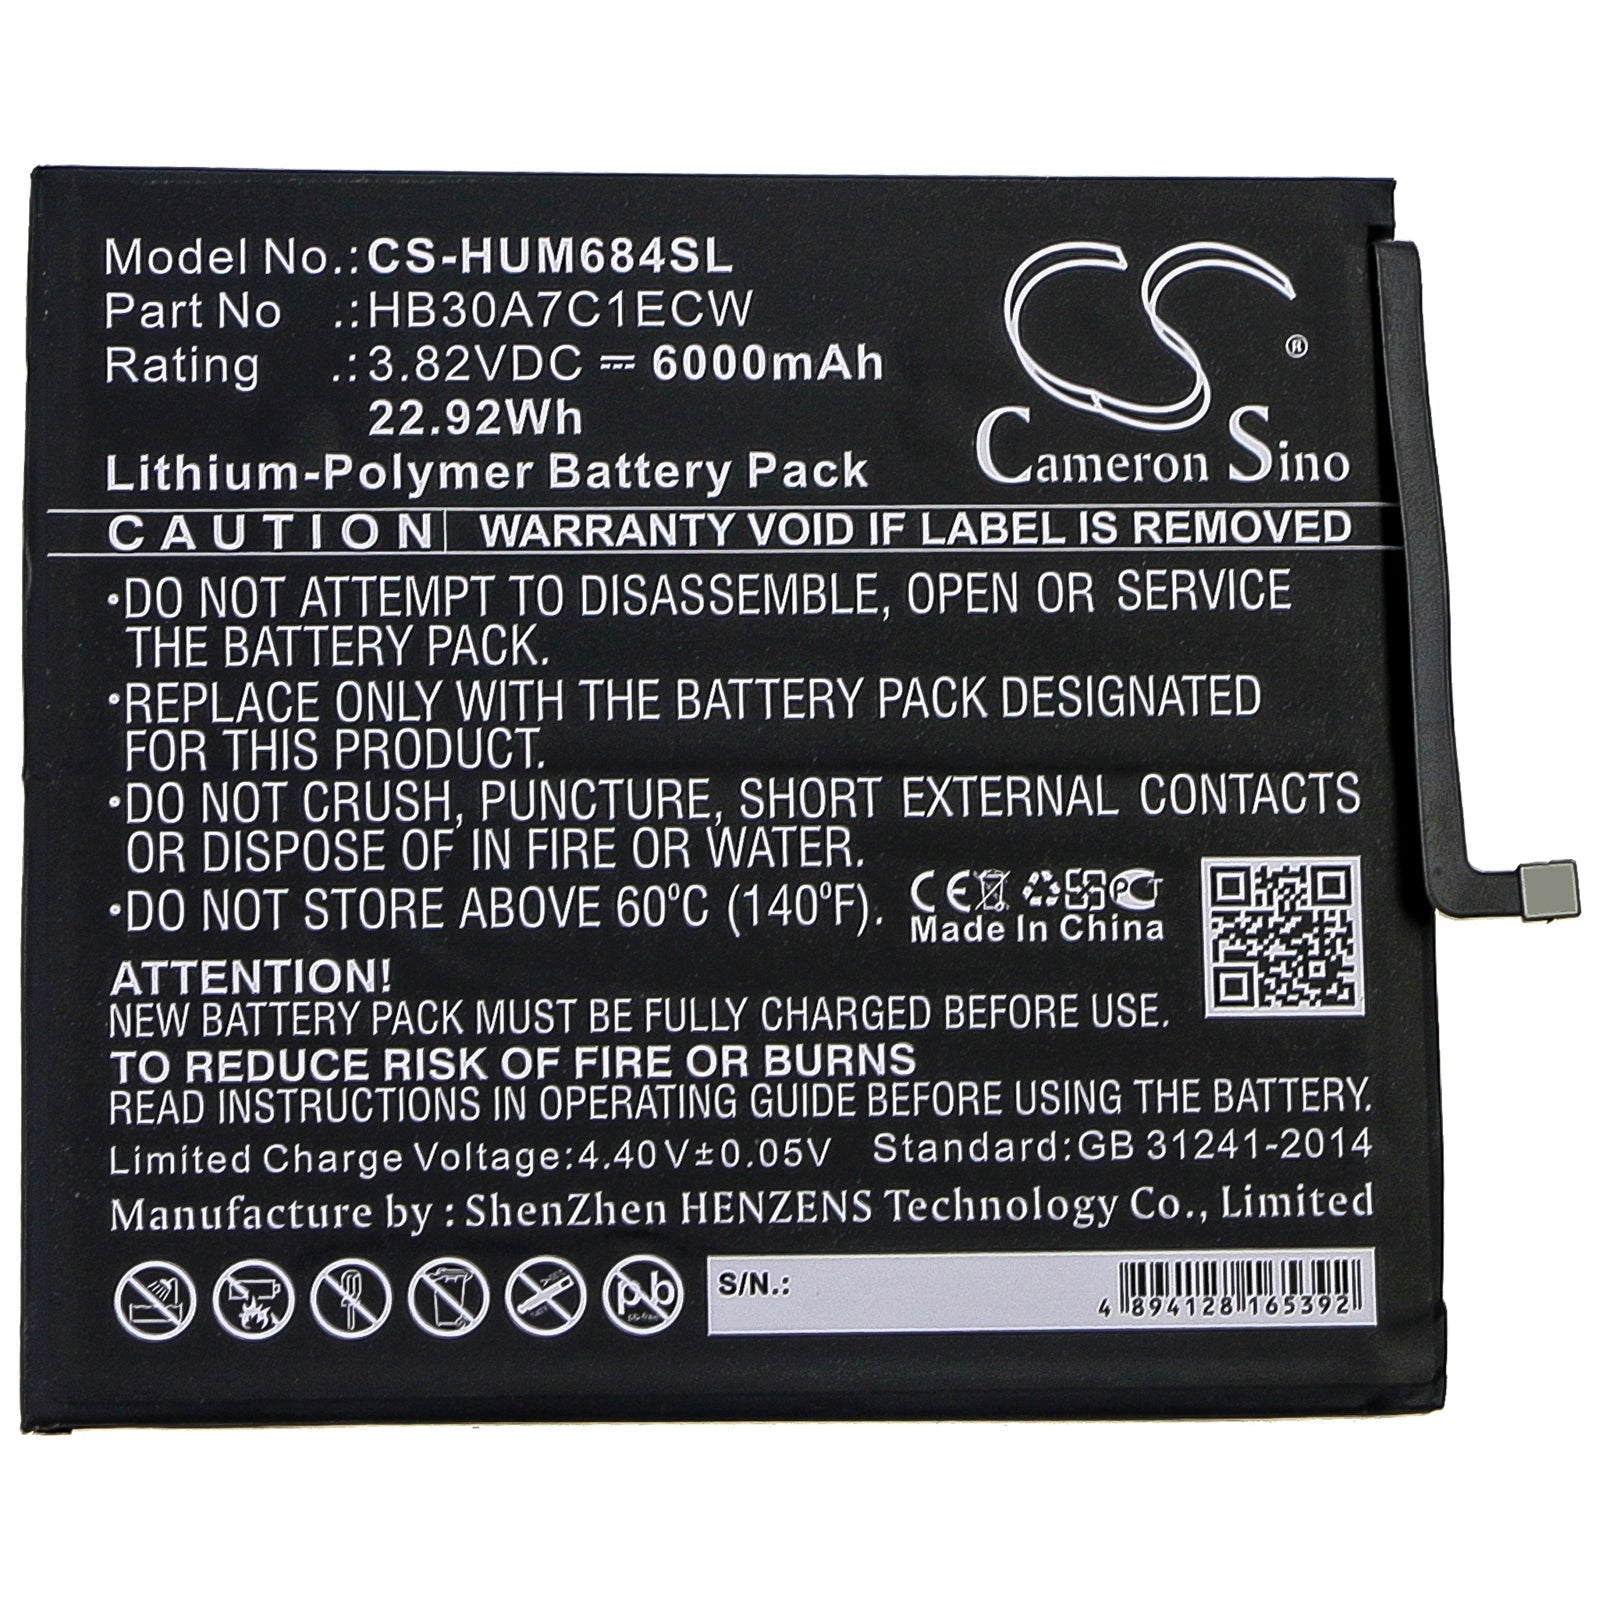 Model No.:CS-HUM684SL
Part No .:HB30A7C1ECW
Rating .:3.82VDC ⎓ 6000mAh
22.92Wh
Lithium-Polymer Battery Pack
CS ®
Cameron Sino
CAUTION WARRANTY VOID IF LABEL IS REMOVED
•DO NOT ATTEMPT TO DISASSEMBLE, OPEN OR SERVICE
THE BATTERY PACK.
•REPLACE ONLY WITH THE BATTERY PACK DESIGNATED
FOR THIS PRODUCT.
•DO NOT CRUSH, PUNCTURE, SHORT EXTERNAL CONTACTS
OR DISPOSE OF IN FIRE OR WATER.
•DO NOT STORE ABOVE 60°C (140°F).
CE PCT
Made In China
ATTENTION!
NEW BATTERY PACK MUST BE FULLY CHARGED BEFORE USE.
TO REDUCE RISK OF FIRE OR BURNS
READ INSTRUCTIONS IN OPERATING GUIDE BEFORE USING THE BATTERY.
Limited Charge Voltage:4.40V±0.05V Standard:GB 31241-2014
Manufacture by : ShenZhen HENZENS Technology Co., Limited
pb
S/N.:
4 894128 165392